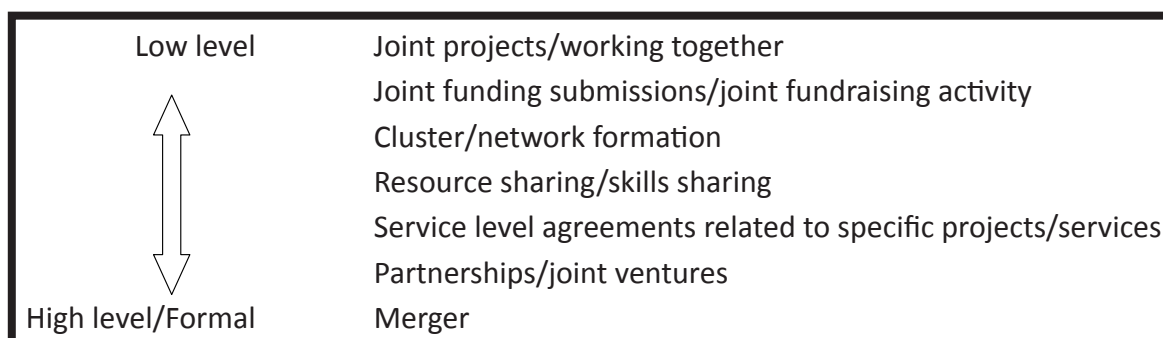 Low level Joint projects/working together
Joint funding submissions/joint fundraising activity
Cluster/network formation
Resource sharing/skills sharing
Service level agreements related to specific projects/services
Partnerships/joint ventures
High level/Formal Merger